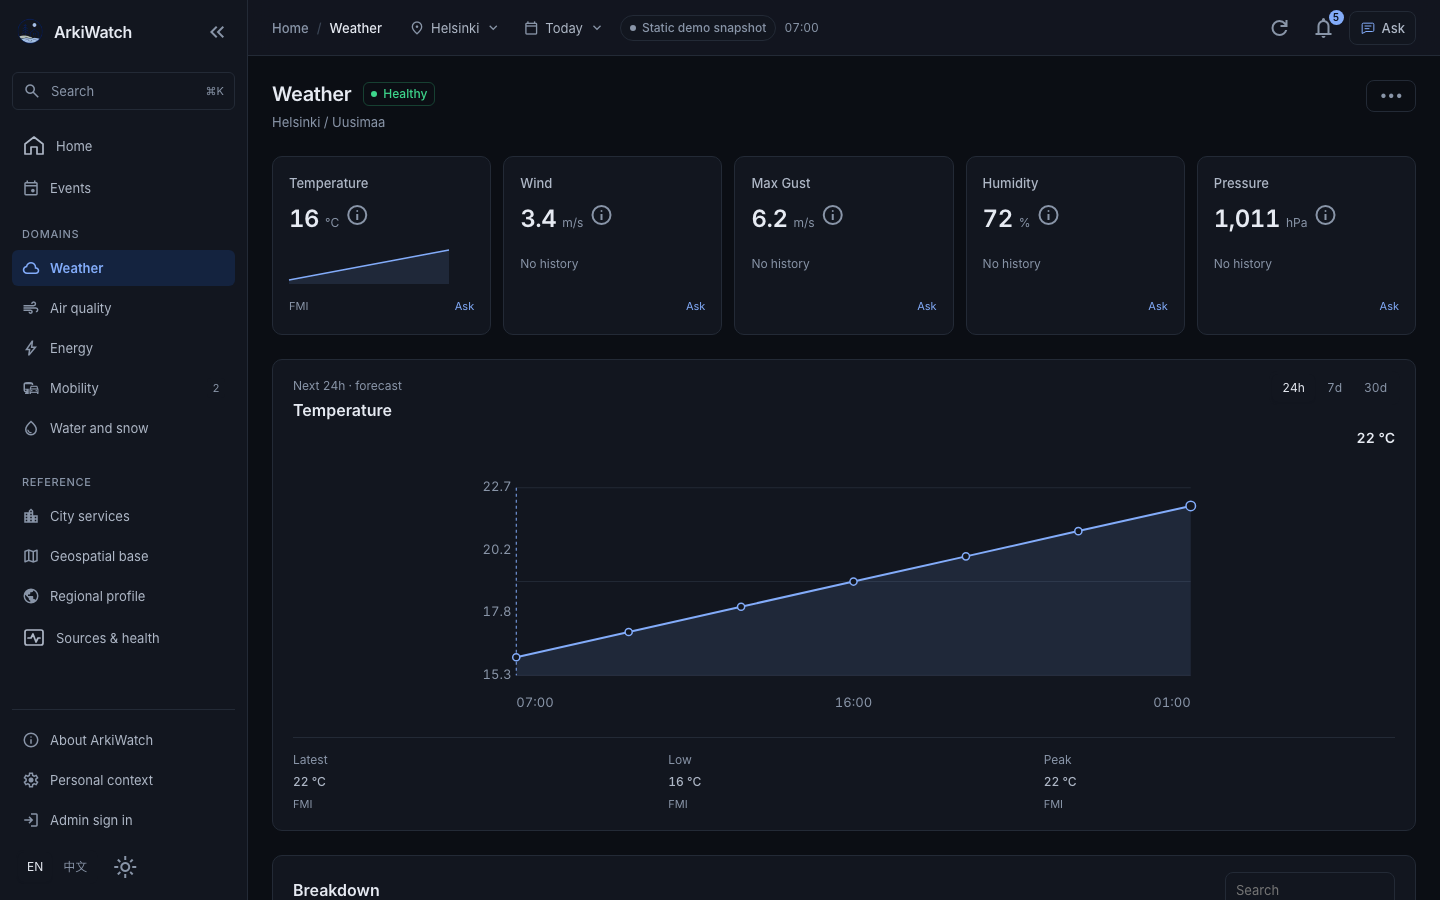 ArkiWatch
Search ⌘K
Home
Events
DOMAINS
Weather
Air quality
Energy
Mobility 2
Water and snow
REFERENCE
City services
Geospatial base
Regional profile
Sources & health
About ArkiWatch
Personal context
Admin sign in
EN 中文
Home / Weather Helsinki Today Static demo snapshot 07:00
5
Ask
Weather Healthy
Helsinki / Uusimaa
Temperature
16 °C
FMI Ask
Wind
3.4 m/s
No history
Ask
Max Gust
6.2 m/s
No history
Ask
Humidity
72 %
No history
Ask
Pressure
1,011 hPa
No history
Ask
Next 24h · forecast
Temperature
24h 7d 30d
22 °C
22.7
20.2
17.8
15.3
07:00 16:00 01:00
Latest Low Peak
22 °C 16 °C 22 °C
FMI FMI FMI
Breakdown Search